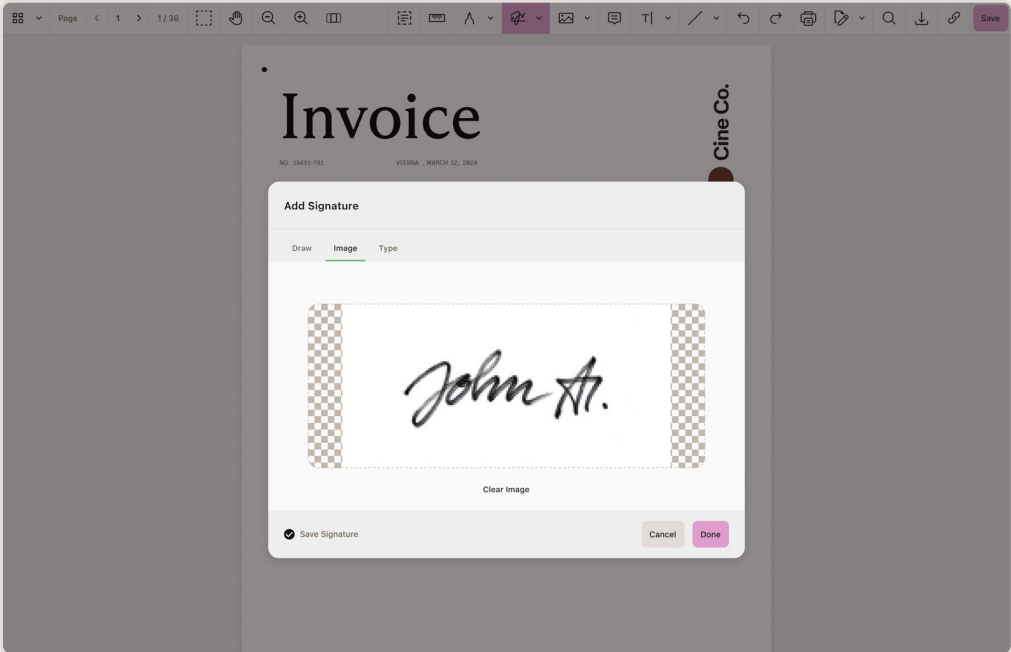 Page 1 1 / 36 Save
Invoice
Cine Co.
NO. 19431-781 VIENNA , MARCH 12, 2024
Add Signature
Draw Image Type
John A.
Clear Image
Save Signature Cancel Done